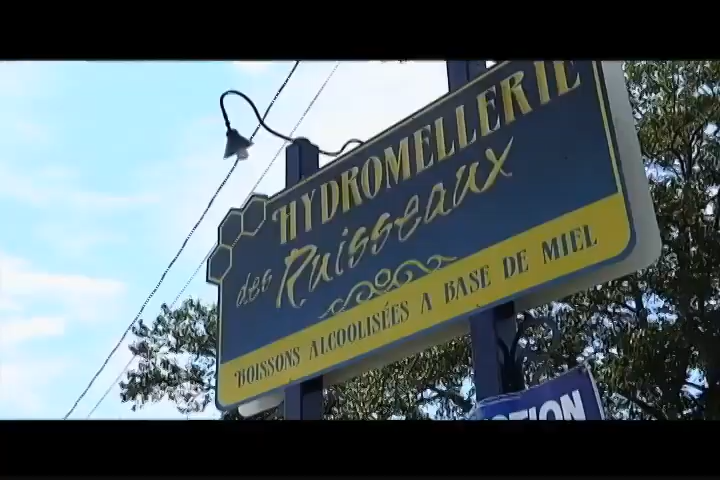 HYDROMELLERIE
des Ruisseaux
BOISSONS ALCOOLISÉES A BASE DE MIEL